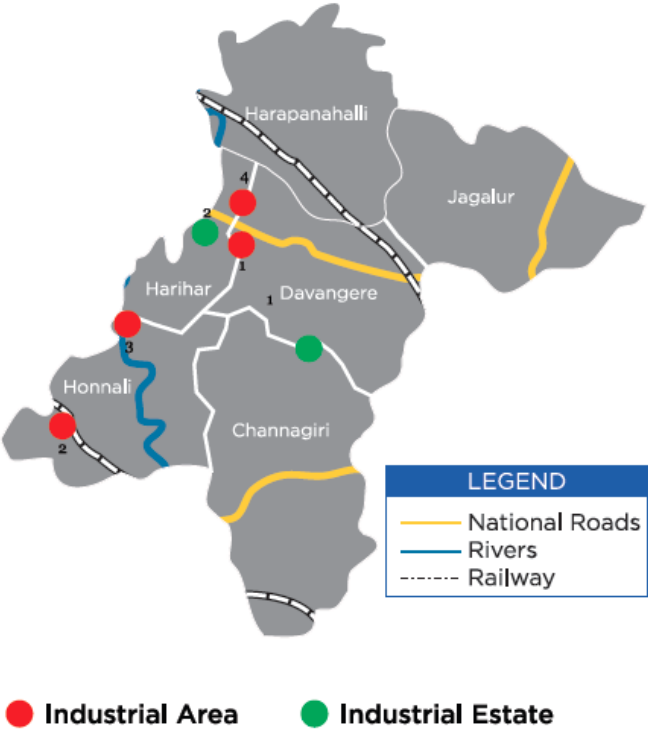 Harapanahalli
Jagalur
4
2
1
Harihar
1
Davangere
3
Honnali
2
Channagiri
LEGEND
National Roads
Rivers
Railway
Industrial Area
Industrial Estate